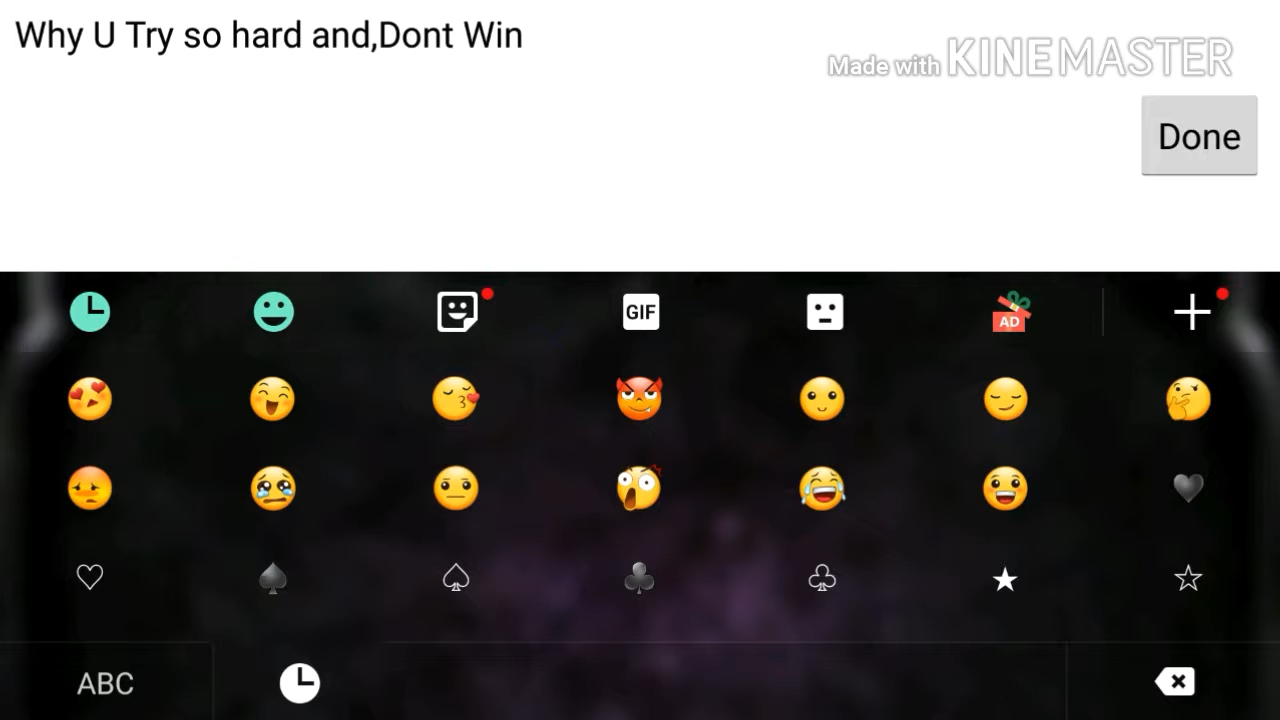 Why U Try so hard and,Dont Win
Made with KINEMASTER
Done
GIF
AD
ABC